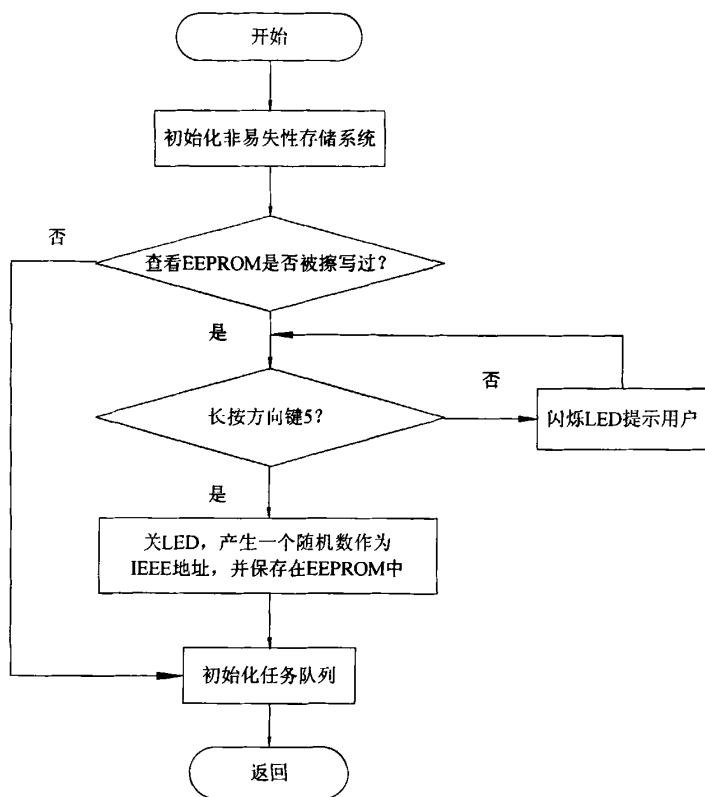 开始
初始化非易失性存储系统
否
查看EEPROM是否被擦写过？
是
否
长按方向键5？
闪烁LED提示用户
是
关LED，产生一个随机数作为
IEEE地址，并保存在EEPROM中
初始化任务队列
返回